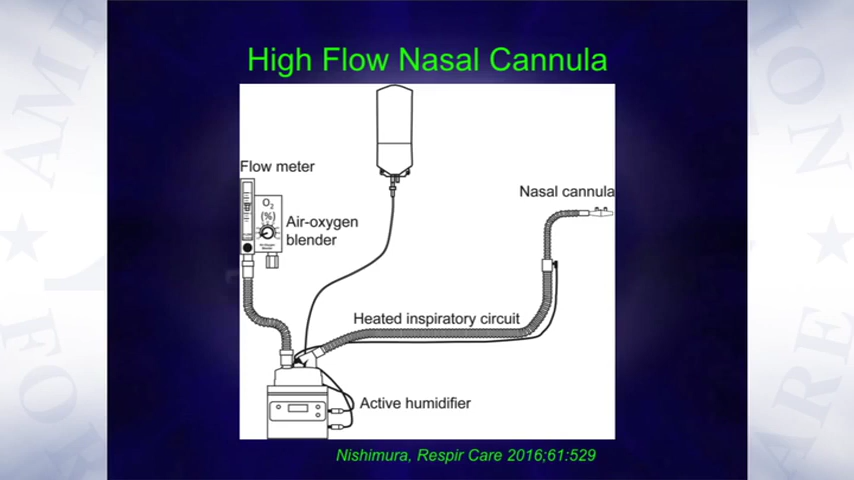 High Flow Nasal Cannula
Flow meter
Nasal cannula
O2
(%)
Air-oxygen
blender
Heated inspiratory circuit
Active humidifier
Nishimura, Respir Care 2016;61:529